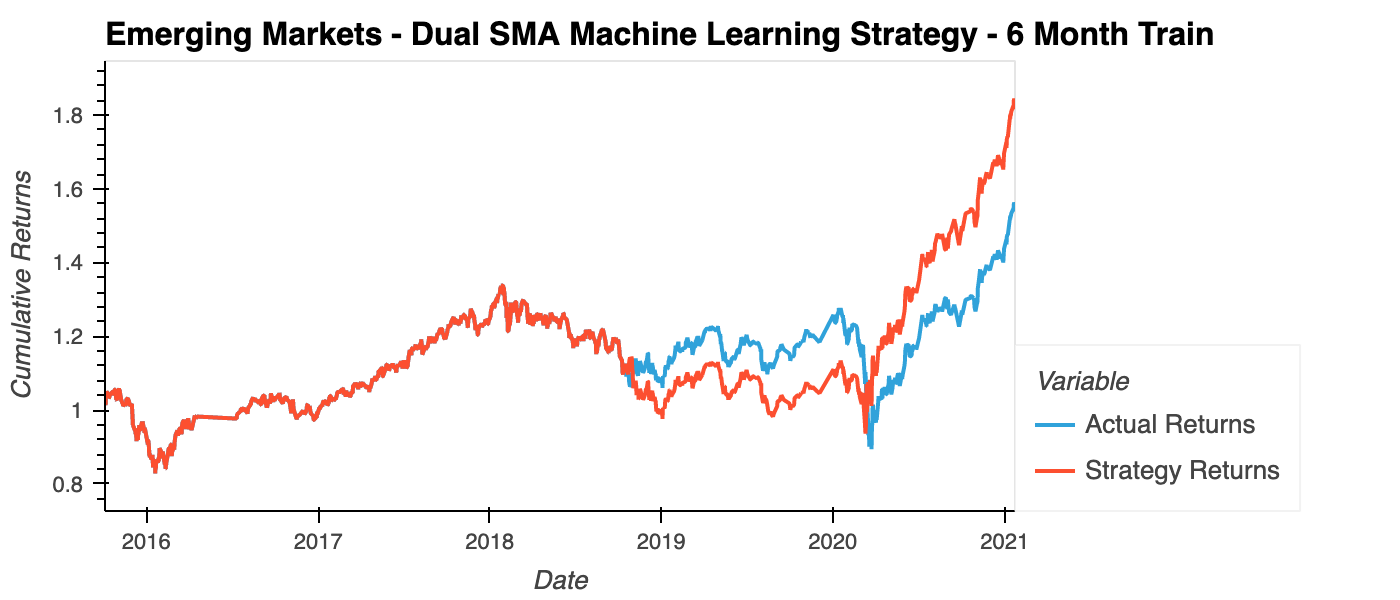 Emerging Markets - Dual SMA Machine Learning Strategy - 6 Month Train
Cumulative Returns
1.8
1.6
1.4
1.2
1
0.8
2016 2017 2018 2019 2020 2021
Date
Variable
Actual Returns
Strategy Returns